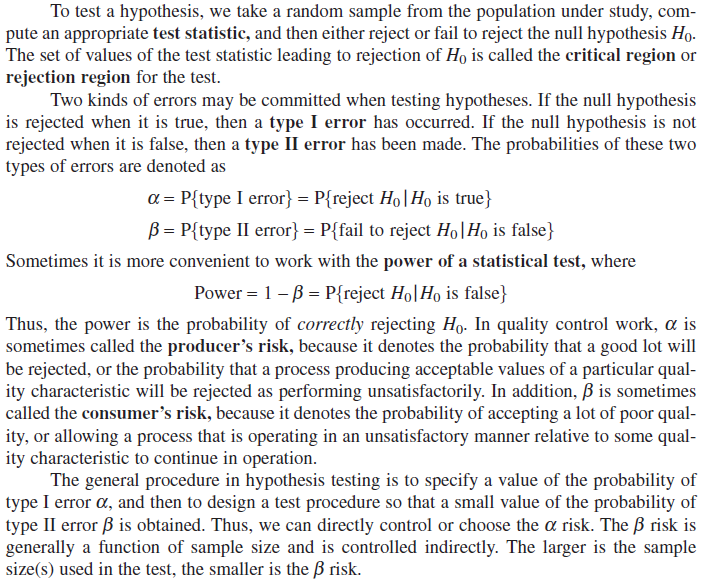 To test a hypothesis, we take a random sample from the population under study, com-
pute an appropriate test statistic, and then either reject or fail to reject the null hypothesis H₀.
The set of values of the test statistic leading to rejection of H₀ is called the critical region or
rejection region for the test.
Two kinds of errors may be committed when testing hypotheses. If the null hypothesis
is rejected when it is true, then a type I error has occurred. If the null hypothesis is not
rejected when it is false, then a type II error has been made. The probabilities of these two
types of errors are denoted as
α = P{type I error} = P{reject H₀|H₀ is true}
β = P{type II error} = P{fail to reject H₀|H₀ is false}
Sometimes it is more convenient to work with the power of a statistical test, where
Power = 1 – β = P{reject H₀|H₀ is false}
Thus, the power is the probability of correctly rejecting H₀. In quality control work, α is
sometimes called the producer's risk, because it denotes the probability that a good lot will
be rejected, or the probability that a process producing acceptable values of a particular qual-
ity characteristic will be rejected as performing unsatisfactorily. In addition, β is sometimes
called the consumer's risk, because it denotes the probability of accepting a lot of poor qual-
ity, or allowing a process that is operating in an unsatisfactory manner relative to some qual-
ity characteristic to continue in operation.
The general procedure in hypothesis testing is to specify a value of the probability of
type I error α, and then to design a test procedure so that a small value of the probability of
type II error β is obtained. Thus, we can directly control or choose the α risk. The β risk is
generally a function of sample size and is controlled indirectly. The larger is the sample
size(s) used in the test, the smaller is the β risk.